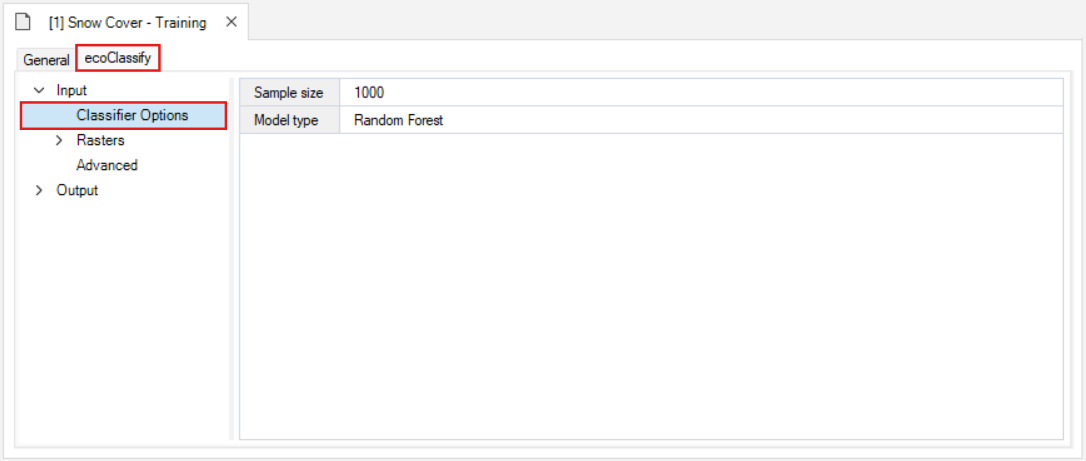 [1] Snow Cover - Training
General ecoClassify
Input
Classifier Options
Rasters
Advanced
Output
Sample size 1000
Model type Random Forest